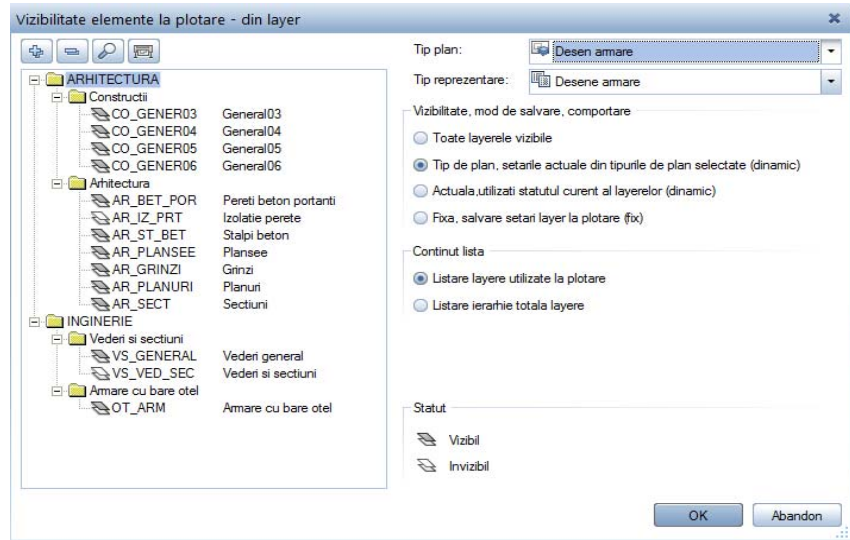 Vizibilitate elemente la plotare - din layer
ARHITECTURA
Constructii
CO_GENER03 General03
CO_GENER04 General04
CO_GENER05 General05
CO_GENER06 General06
Arhitectura
AR_BET_POR Pereti beton portanti
AR_IZ_PRT Izolatie perete
AR_ST_BET Stalpi beton
AR_PLANSEE Plansee
AR_GRINZI Grinzi
AR_PLANURI Planuri
AR_SECT Sectiuni
INGINERIE
Vederi si sectiuni
VS_GENERAL Vederi general
VS_VED_SEC Vederi si sectiuni
Armare cu bare otel
OT_ARM Armare cu bare otel
Tip plan: Desen armare
Tip reprezentare: Desene armare
Vizibilitate, mod de salvare, comportare
Toate layerele vizibile
Tip de plan, setarile actuale din tipurile de plan selectate (dinamic)
Actuala,utilizati statutul curent al layerelor (dinamic)
Fixa, salvare setari layer la plotare (fix)
Continut lista
Listare layere utilizate la plotare
Listare ierarhie totala layere
Statut
Vizibil
Invizibil
OK Abandon